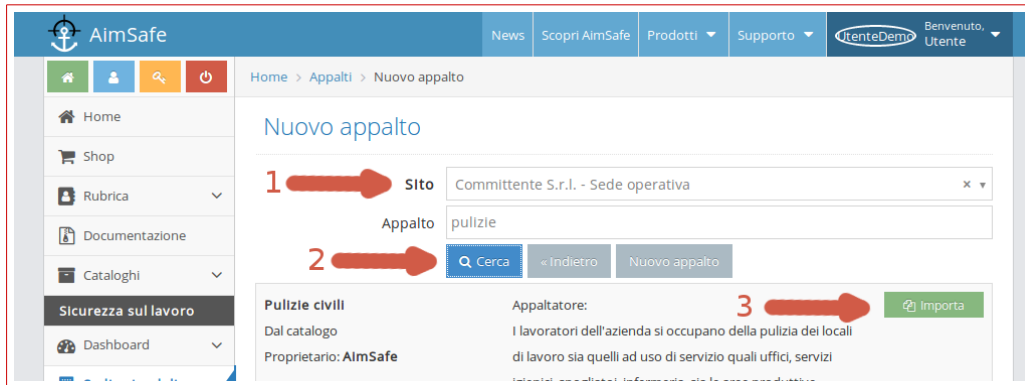 AimSafe
News Scopri AimSafe Prodotti Supporto UtenteDemo Benvenuto,
Utente
Home > Appalti > Nuovo appalto
Home
Shop
Rubrica
Documentazione
Cataloghi
Sicurezza sul lavoro
Dashboard
Nuovo appalto
1 Sito Committente S.r.l. - Sede operativa ×
Appalto pulizie
2 Cerca « Indietro Nuovo appalto
Pulizie civili Appaltatore: 3 Importa
Dal catalogo I lavoratori dell'azienda si occupano della pulizia dei locali
Proprietario: AimSafe di lavoro sia quelli ad uso di servizio quali uffici, servizi